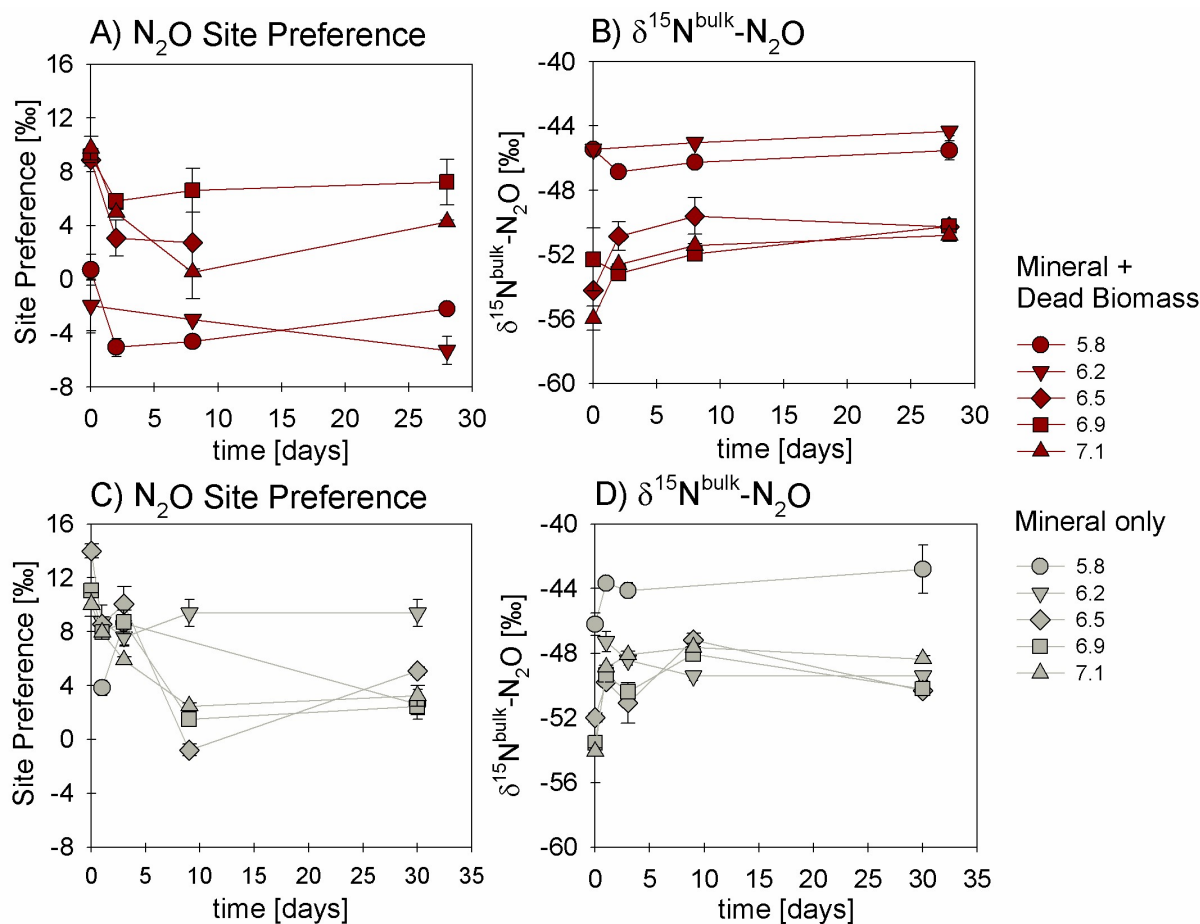 A) N₂O Site Preference
16
12
8
4
0
-4
-8
Site Preference [‰]
0 5 10 15 20 25 30
time [days]
B) δ¹⁵Nᵇᵘˡᵏ-N₂O
-40
-44
-48
-52
-56
-60
δ¹⁵Nᵇᵘˡᵏ-N₂O [‰]
0 5 10 15 20 25 30
time [days]
Mineral +
Dead Biomass
5.8
6.2
6.5
6.9
7.1
C) N₂O Site Preference
16
12
8
4
0
-4
-8
Site Preference [‰]
0 5 10 15 20 25 30 35
time [days]
D) δ¹⁵Nᵇᵘˡᵏ-N₂O
-40
-44
-48
-52
-56
-60
δ¹⁵Nᵇᵘˡᵏ-N₂O [‰]
0 5 10 15 20 25 30 35
time [days]
Mineral only
5.8
6.2
6.5
6.9
7.1